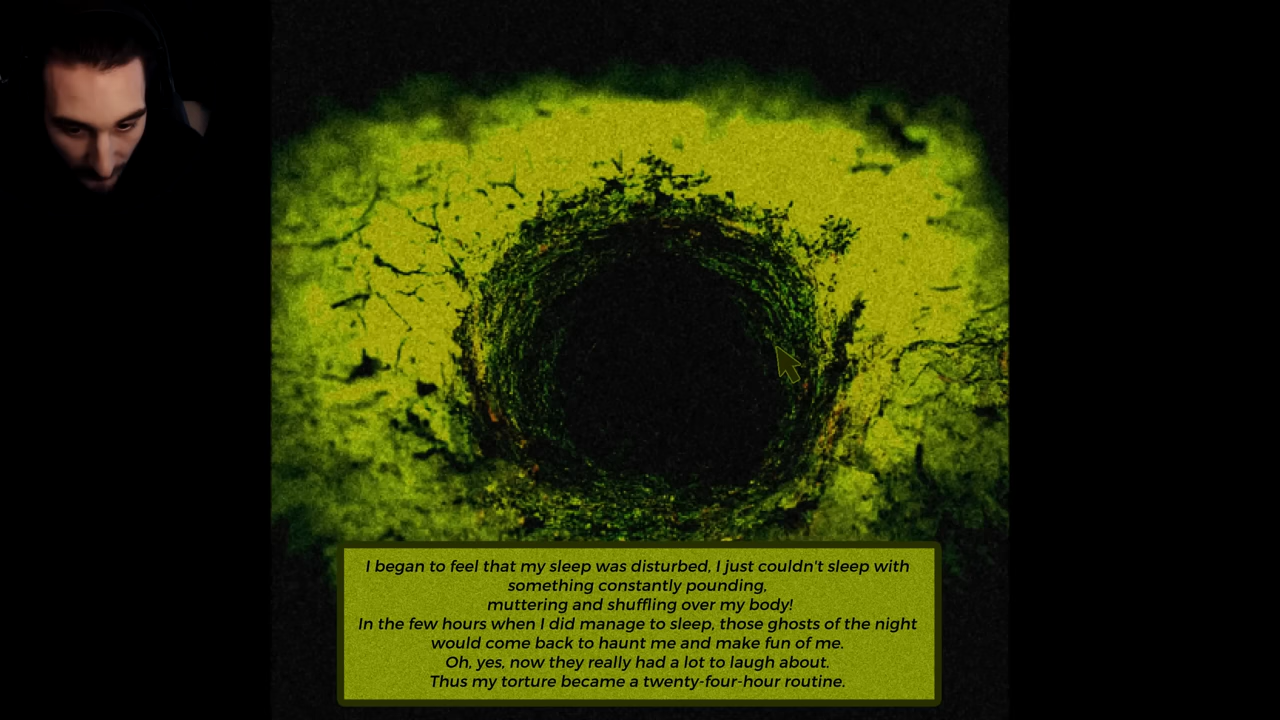 I began to feel that my sleep was disturbed, I just couldn't sleep with
something constantly pounding,
muttering and shuffling over my body!
In the few hours when I did manage to sleep, those ghosts of the night
would come back to haunt me and make fun of me.
Oh, yes, now they really had a lot to laugh about.
Thus my torture became a twenty-four-hour routine.